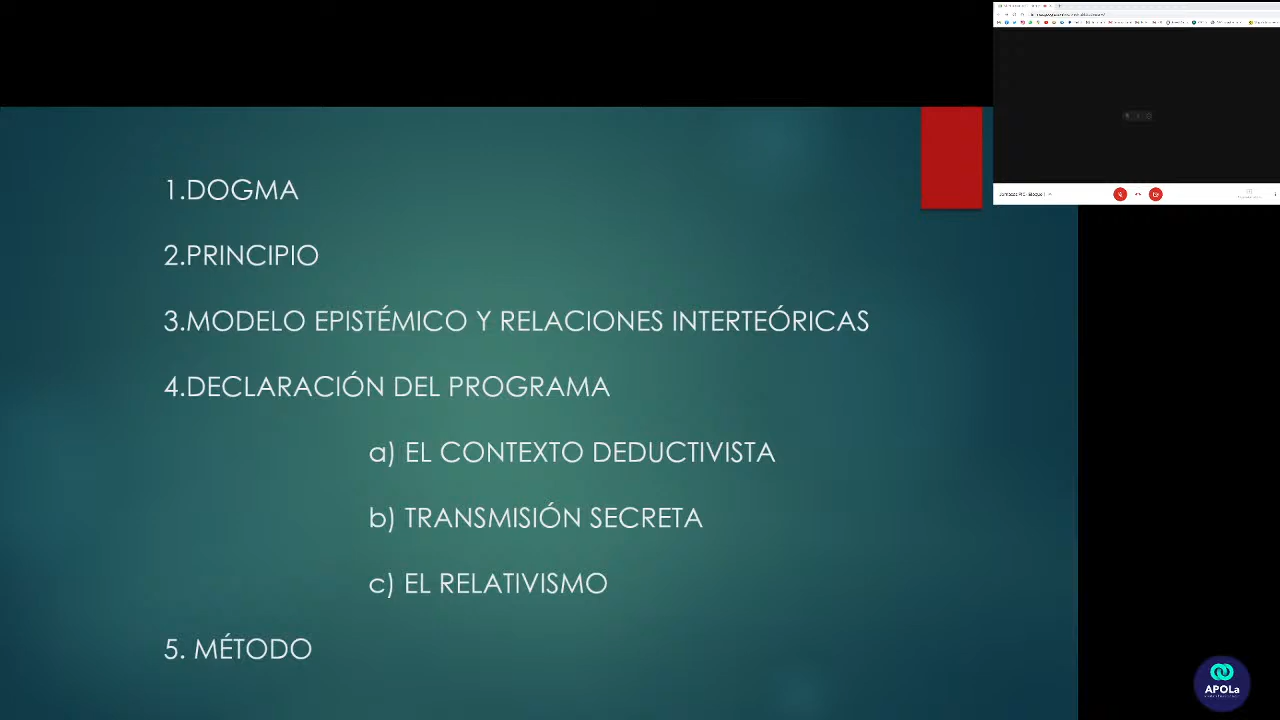 1.DOGMA
2.PRINCIPIO
3.MODELO EPISTÉMICO Y RELACIONES INTERTEÓRICAS
4.DECLARACIÓN DEL PROGRAMA
a) EL CONTEXTO DEDUCTIVISTA
b) TRANSMISIÓN SECRETA
c) EL RELATIVISMO
5. MÉTODO
APOLa